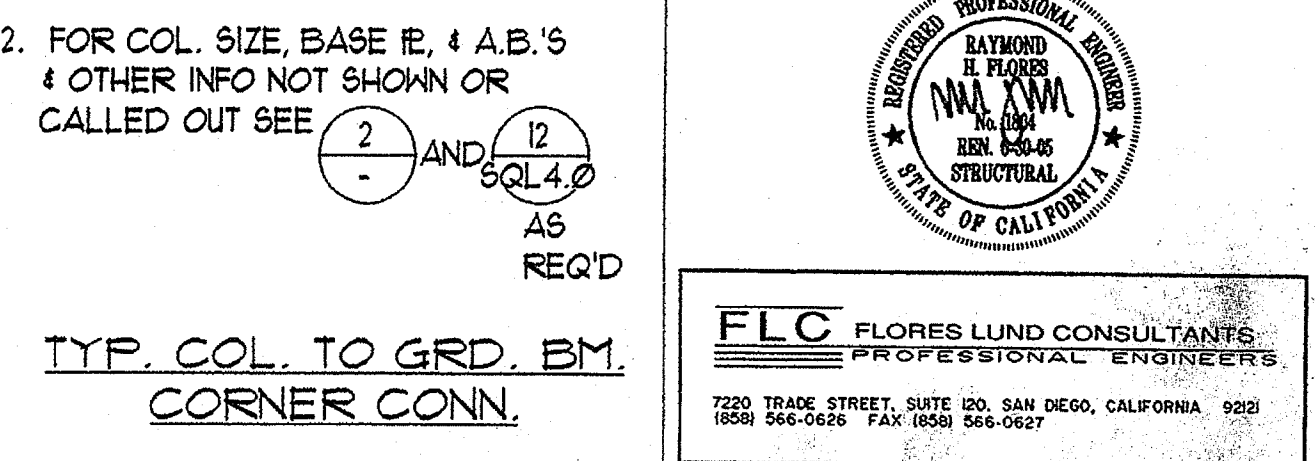 2. FOR COL. SIZE, BASE PL, & A.B.'S
& OTHER INFO NOT SHOWN OR
CALLED OUT SEE 2 - AND 12 SQL4.Ø
AS
REQ'D
TYP. COL. TO GRD. BM.
CORNER CONN.
REGISTERED PROFESSIONAL ENGINEER
RAYMOND
H. FLORES
No. 1804
REN. 6-30-05
STRUCTURAL
STATE OF CALIFORNIA
FLC FLORES LUND CONSULTANTS
PROFESSIONAL ENGINEERS
7220 TRADE STREET, SUITE 120, SAN DIEGO, CALIFORNIA 92121
(858) 566-0626 FAX (858) 566-0627